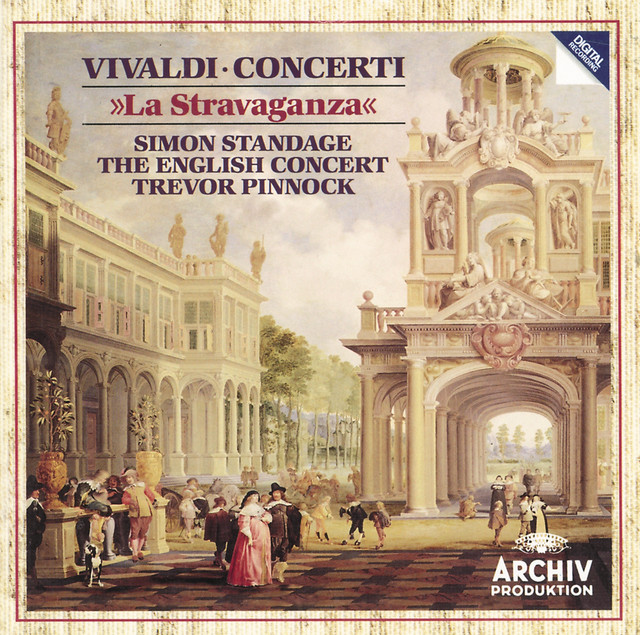 VIVALDI · CONCERTI
»La Stravaganza«
SIMON STANDAGE
THE ENGLISH CONCERT
TREVOR PINNOCK
DIGITAL
RECORDING
ARCHIV
PRODUKTION